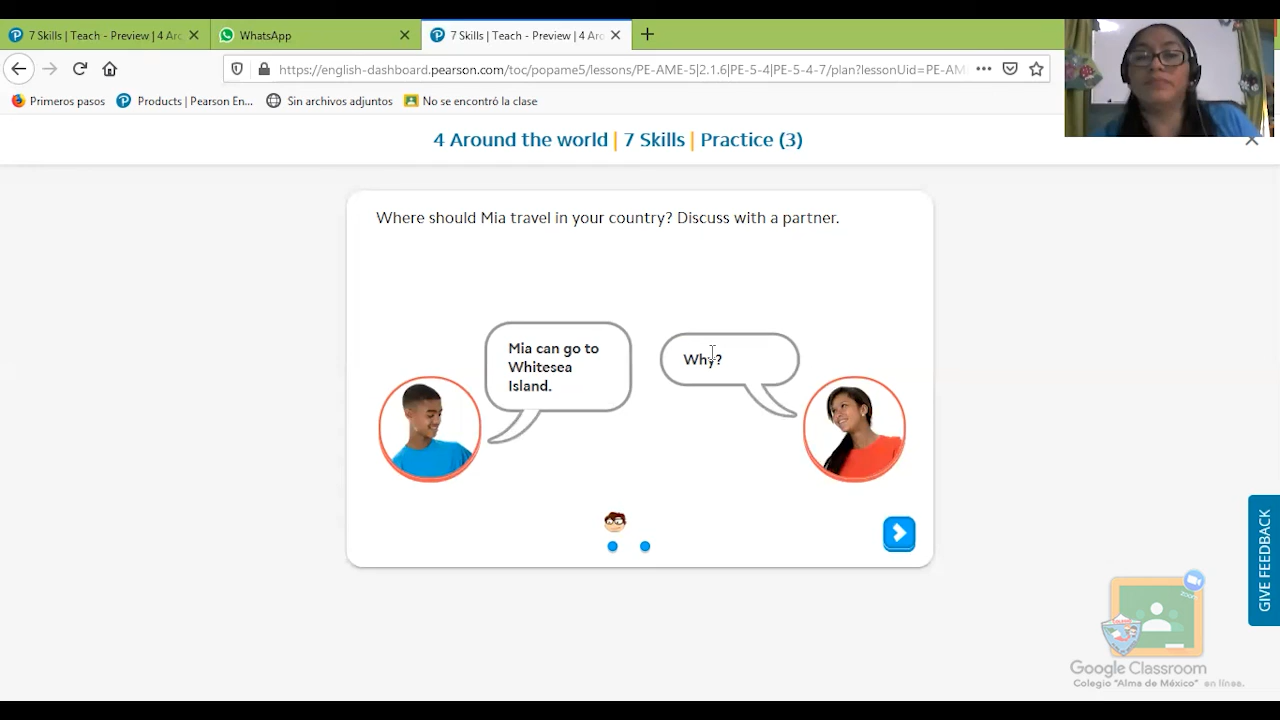 7 Skills | Teach - Preview | 4 Arc
WhatsApp
7 Skills | Teach - Preview | 4 Aro
https://english-dashboard.pearson.com/toc/popame5/lessons/PE-AME-5|2.1.6|PE-5-4|PE-5-4-7/plan?lessonUid=PE-AM
Primeros pasos
Products | Pearson En...
Sin archivos adjuntos
No se encontró la clase
4 Around the world | 7 Skills | Practice (3)
Where should Mia travel in your country? Discuss with a partner.
Mia can go to
Whitesea
Island.
Why?
GIVE FEEDBACK
zoom
Google Classroom
Colegio "Alma de México" en línea.